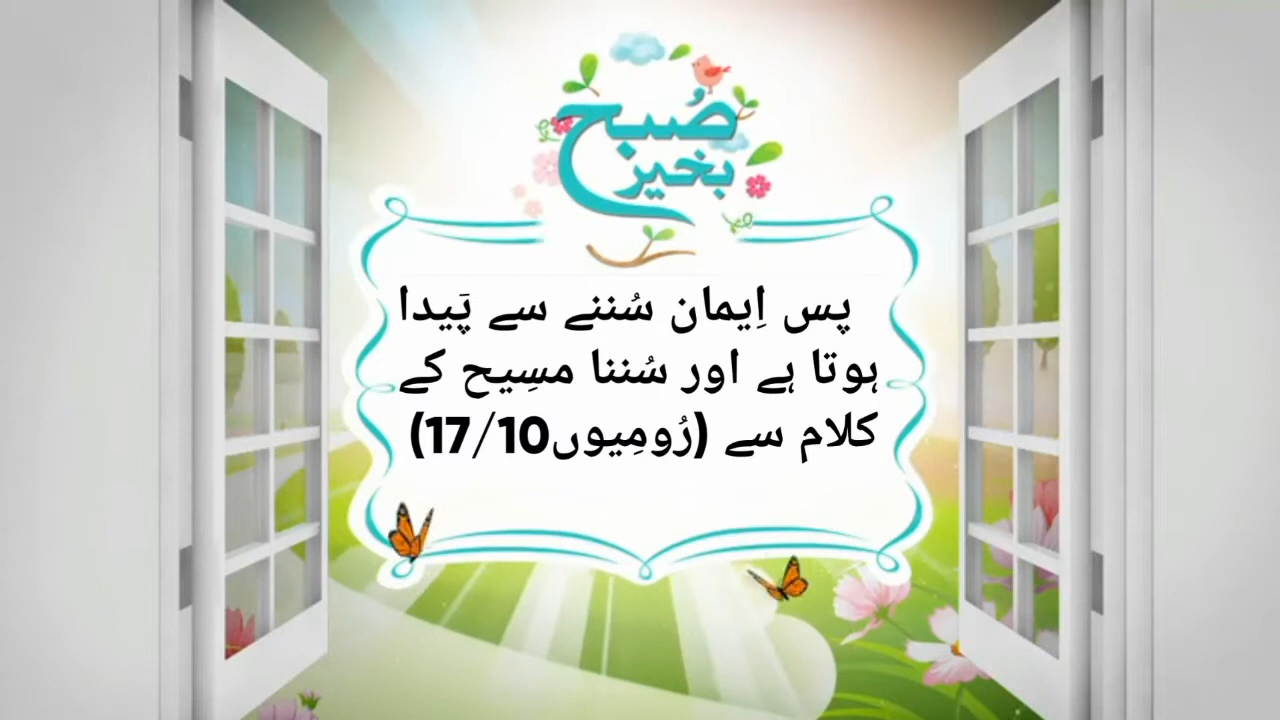 صُبح
بخیر
پس اِیمان سُننے سے پَیدا
ہوتا ہے اور سُننا مسِیح کے
کلام سے (رُومِیوں17/10)